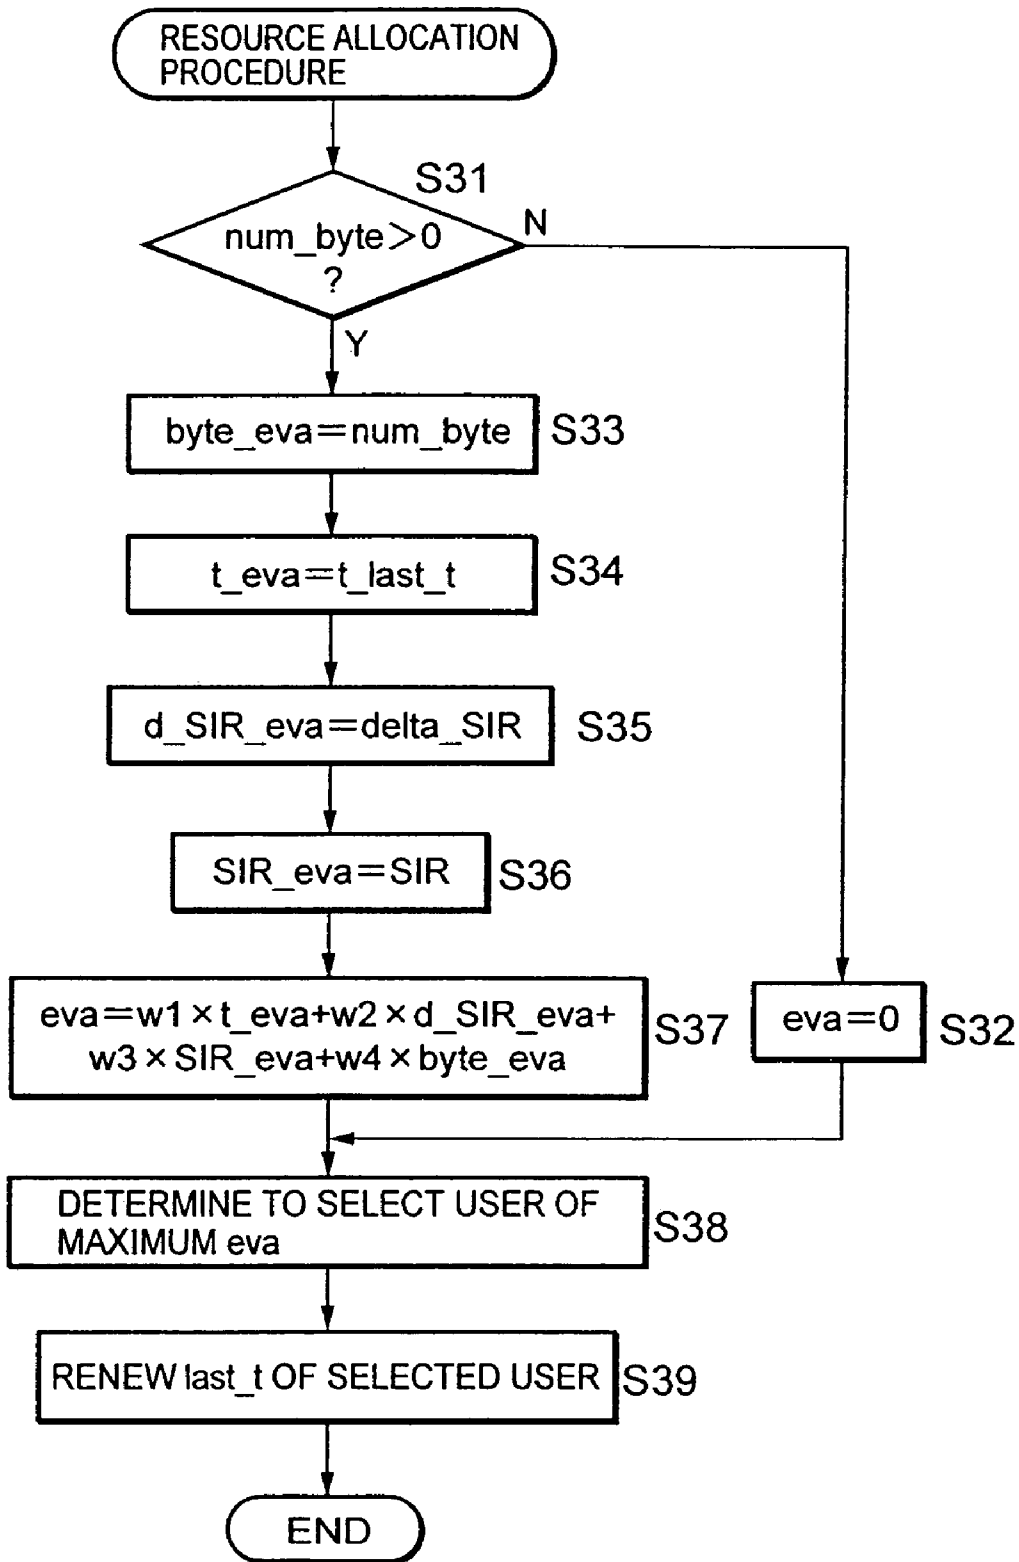 RESOURCE ALLOCATION
PROCEDURE
S31
num_byte>0
?
N
Y
byte_eva=num_byte
S33
t_eva=t_last_t
S34
d_SIR_eva=delta_SIR
S35
SIR_eva=SIR
S36
eva=w1×t_eva+w2×d_SIR_eva+
w3×SIR_eva+w4×byte_eva
S37
eva=0
S32
DETERMINE TO SELECT USER OF
MAXIMUM eva
S38
RENEW last_t OF SELECTED USER
S39
END